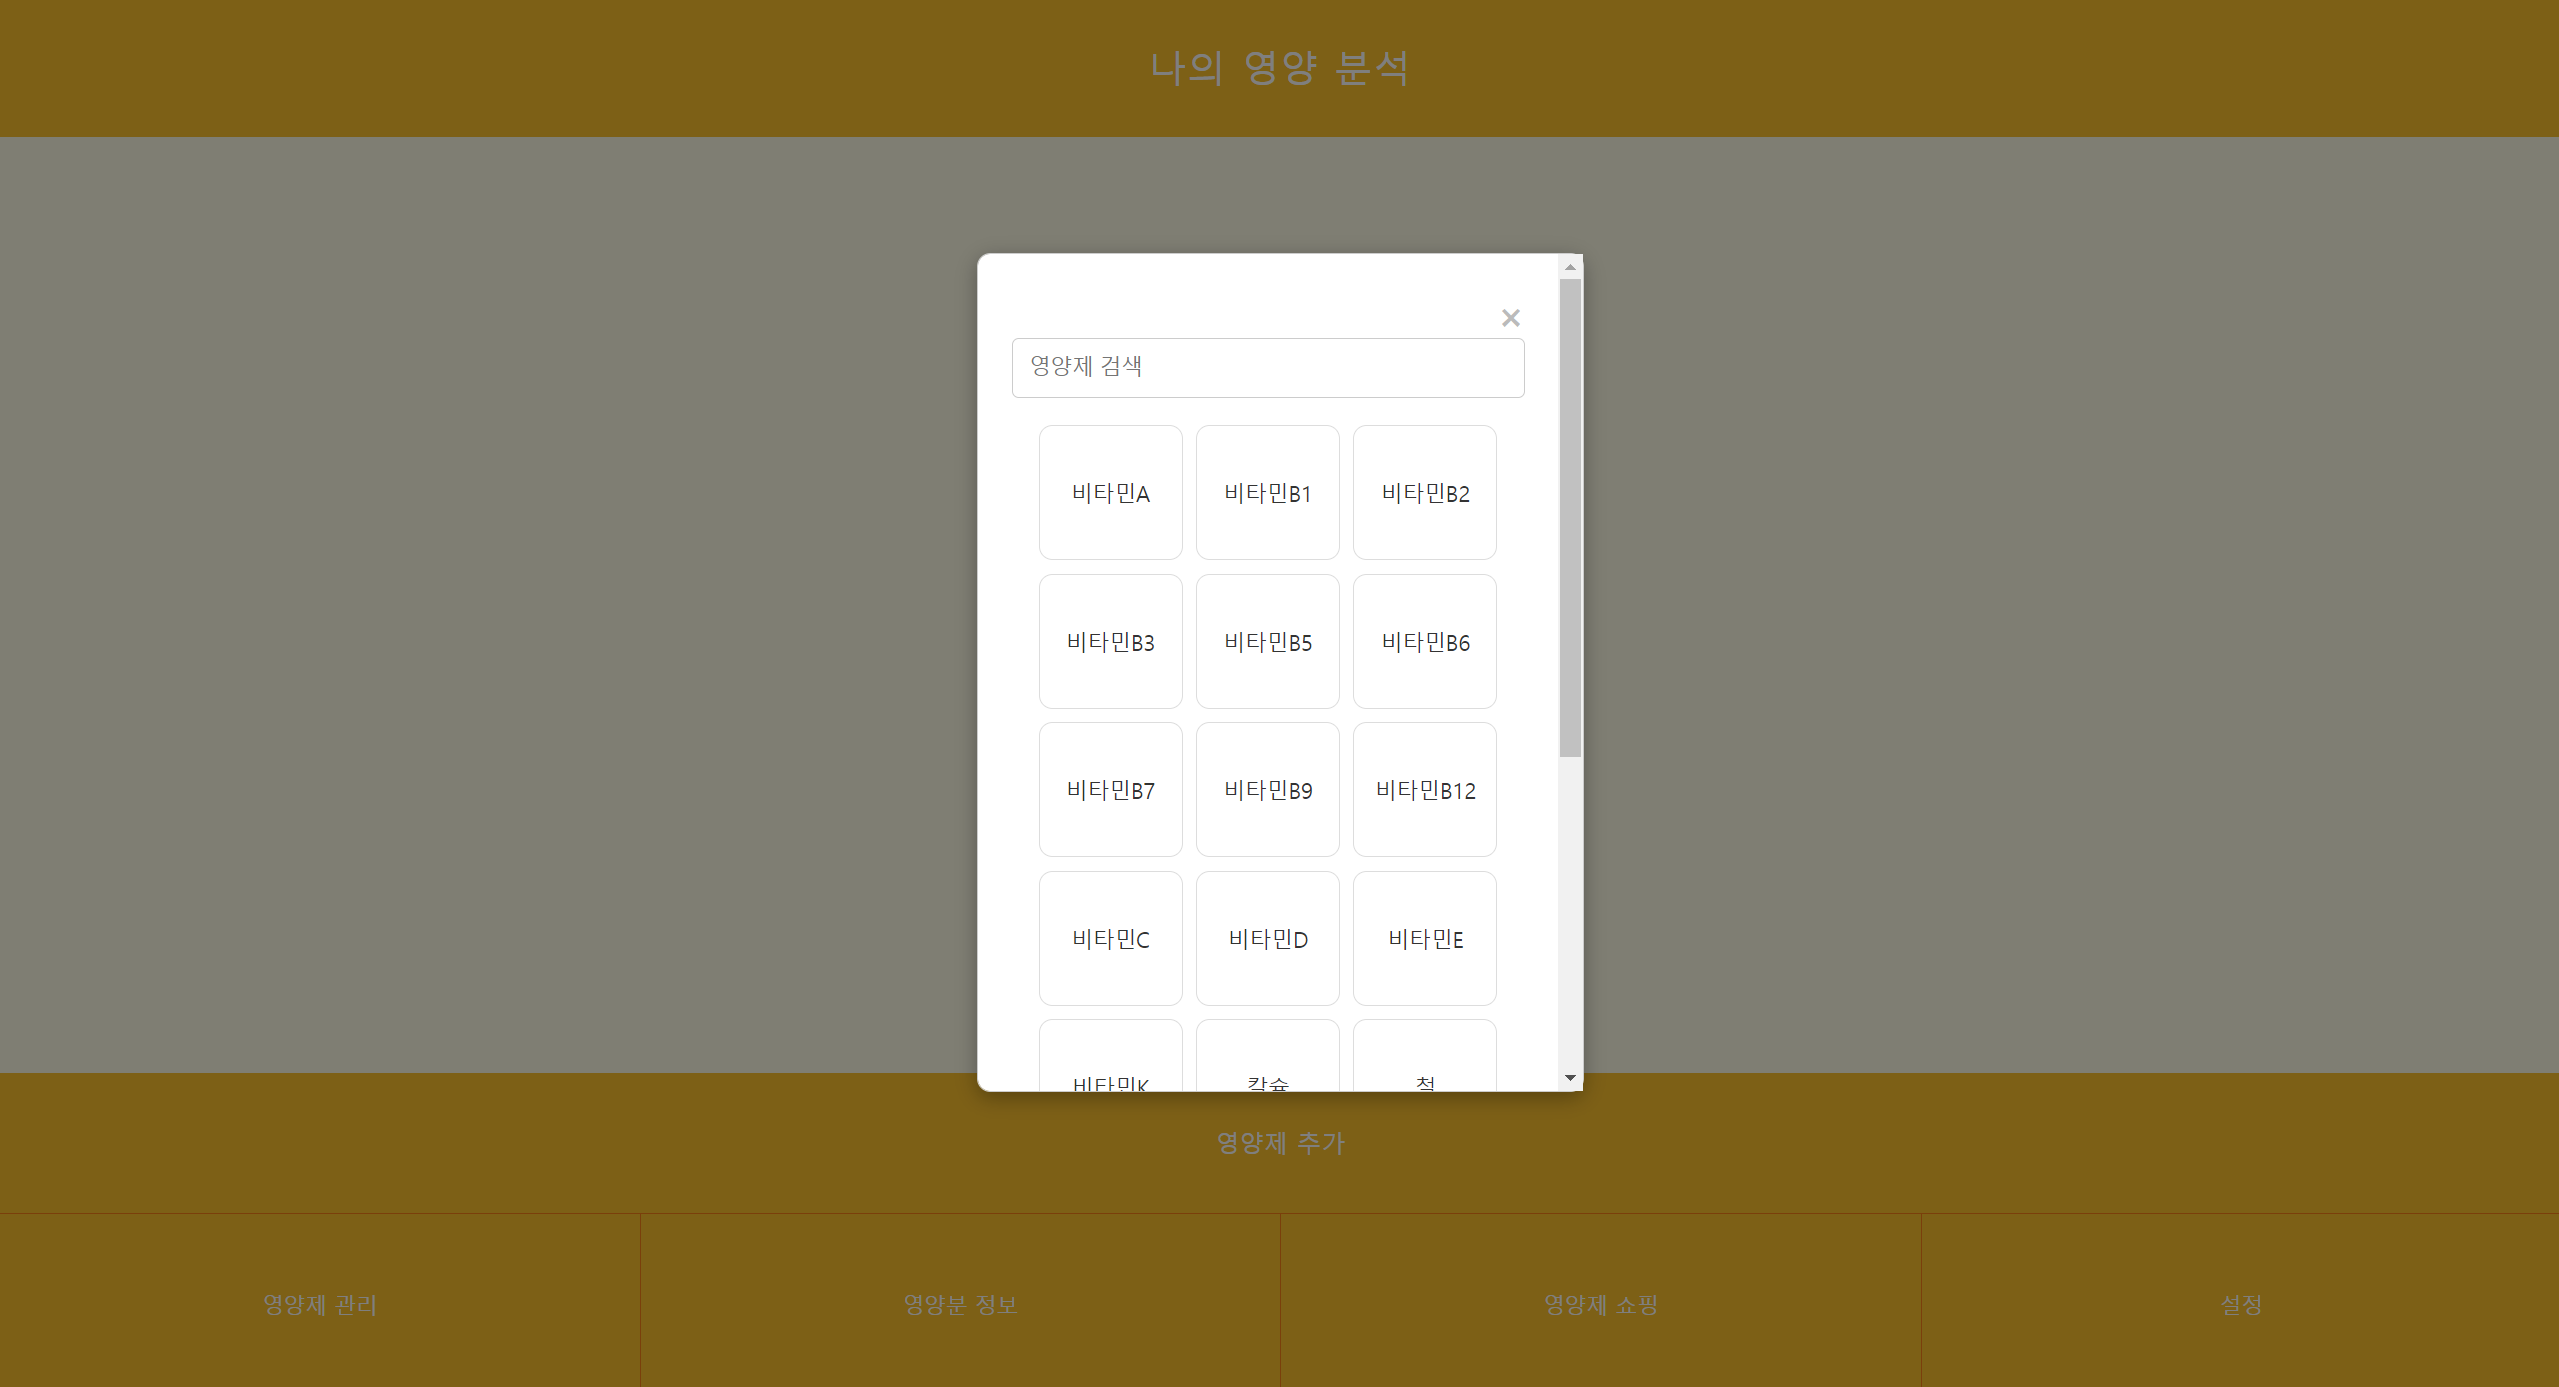 나의 영양 분석
×
영양제 검색
비타민A 비타민B1 비타민B2
비타민B3 비타민B5 비타민B6
비타민B7 비타민B9 비타민B12
비타민C 비타민D 비타민E
비타민K 칼슘 철
영양제 추가
영양제 관리 영양분 정보 영양제 쇼핑 설정